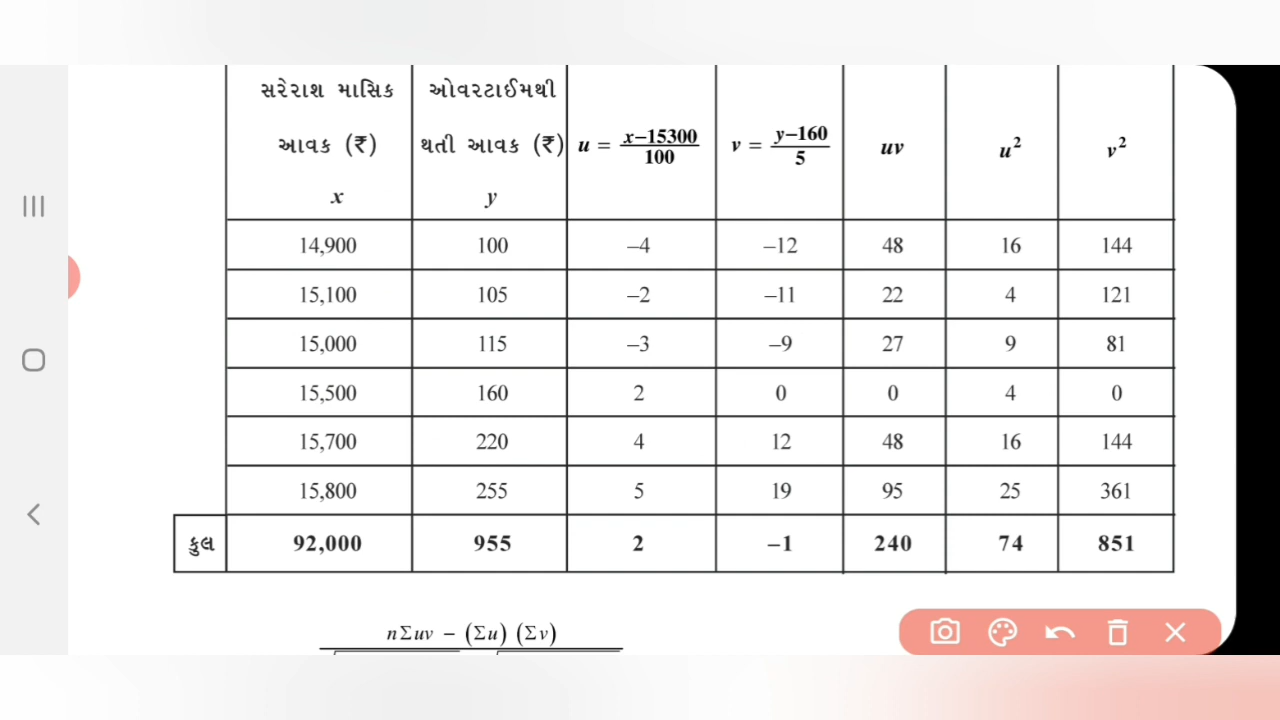 સરેરાશ માસિક આવક (₹) x | ઓવરટાઈમથી થતી આવક (₹) y | u = x–15300 / 100 | v = y–160 / 5 | uv | u² | v²
14,900 | 100 | –4 | –12 | 48 | 16 | 144
15,100 | 105 | –2 | –11 | 22 | 4 | 121
15,000 | 115 | –3 | –9 | 27 | 9 | 81
15,500 | 160 | 2 | 0 | 0 | 4 | 0
15,700 | 220 | 4 | 12 | 48 | 16 | 144
15,800 | 255 | 5 | 19 | 95 | 25 | 361
કુલ | 92,000 | 955 | 2 | –1 | 240 | 74 | 851
nΣuv – (Σu) (Σv)